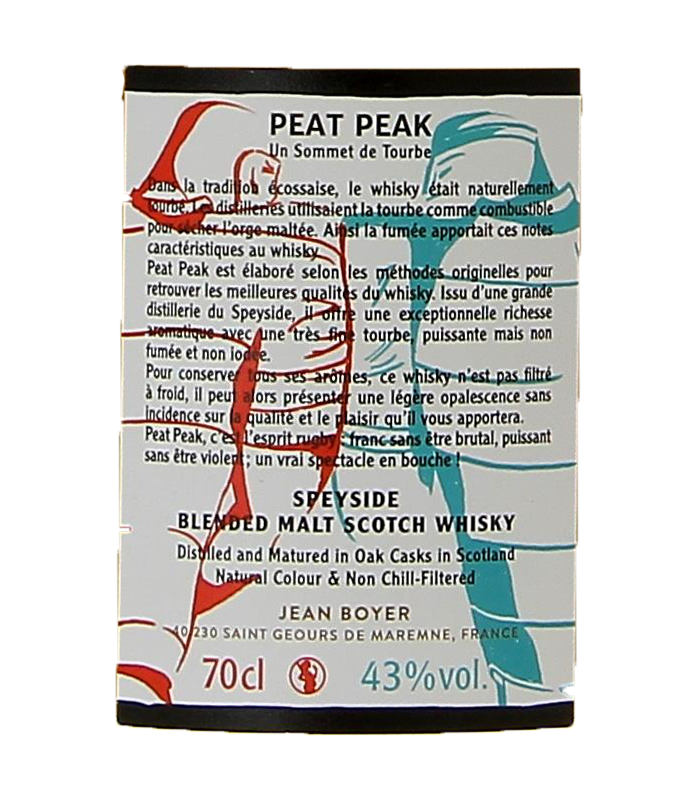 PEAT PEAK
Un Sommet de Tourbe
Dans la tradition écossaise, le whisky était naturellement
tourbé. Les distilleries utilisaient la tourbe comme combustible
pour sécher l'orge maltée. Ainsi la fumée apportait ces notes
caractéristiques au whisky.
Peat Peak est élaboré selon les méthodes originelles pour
retrouver les meilleures qualités du whisky. Issu d'une grande
distillerie du Speyside, il offre une exceptionnelle richesse
aromatique avec une très fine tourbe, puissante mais non
fumée et non iodée.
Pour conserver tous ses arômes, ce whisky n'est pas filtré
à froid, il peut alors présenter une légère opalescence sans
incidence sur la qualité et le plaisir qu'il vous apportera.
Peat Peak, c'est l'esprit rugby : franc sans être brutal, puissant
sans être violent ; un vrai spectacle en bouche !
SPEYSIDE
BLENDED MALT SCOTCH WHISKY
Distilled and Matured in Oak Casks in Scotland
Natural Colour & Non Chill-Filtered
JEAN BOYER
40 230 SAINT GEOURS DE MAREMNE, FRANCE
70cl 43%vol.